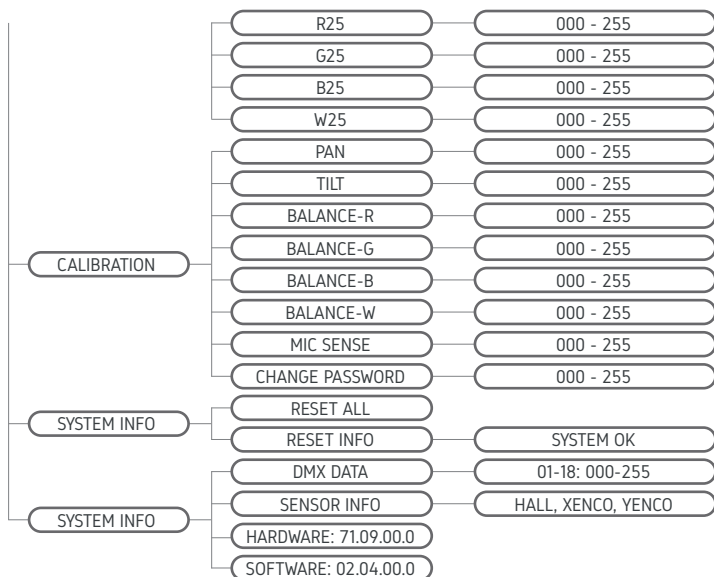 R25 000 - 255
G25 000 - 255
B25 000 - 255
W25 000 - 255
PAN 000 - 255
TILT 000 - 255
BALANCE-R 000 - 255
BALANCE-G 000 - 255
CALIBRATION
BALANCE-B 000 - 255
BALANCE-W 000 - 255
MIC SENSE 000 - 255
CHANGE PASSWORD 000 - 255
RESET ALL
SYSTEM INFO
RESET INFO SYSTEM OK
DMX DATA 01-18: 000-255
SENSOR INFO HALL, XENCO, YENCO
SYSTEM INFO
HARDWARE: 71.09.00.0
SOFTWARE: 02.04.00.0